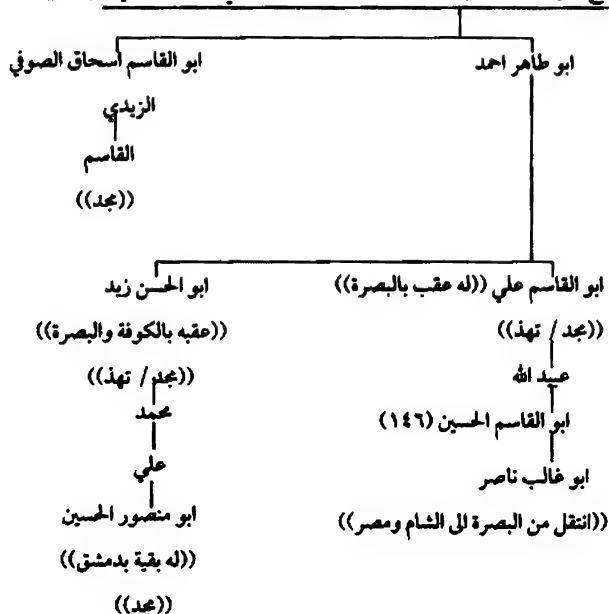 ابو طاهر احمد
ابو القاسم اسحاق الصوفي
الزيدي
القاسم
((مجد))
ابو القاسم علي ((له عقب بالبصرة))
((مجد / تهذ))
عبيد الله
ابو القاسم الحسين (١٤٦)
ابو غالب ناصر
((انتقل من البصرة الى الشام ومصر))
ابو الحسن زيد
((عقبه بالكوفة والبصرة))
((مجد / تهذ))
محمد
علي
ابو منصور الحسين
((له بقية بدمشق))
((مجد))